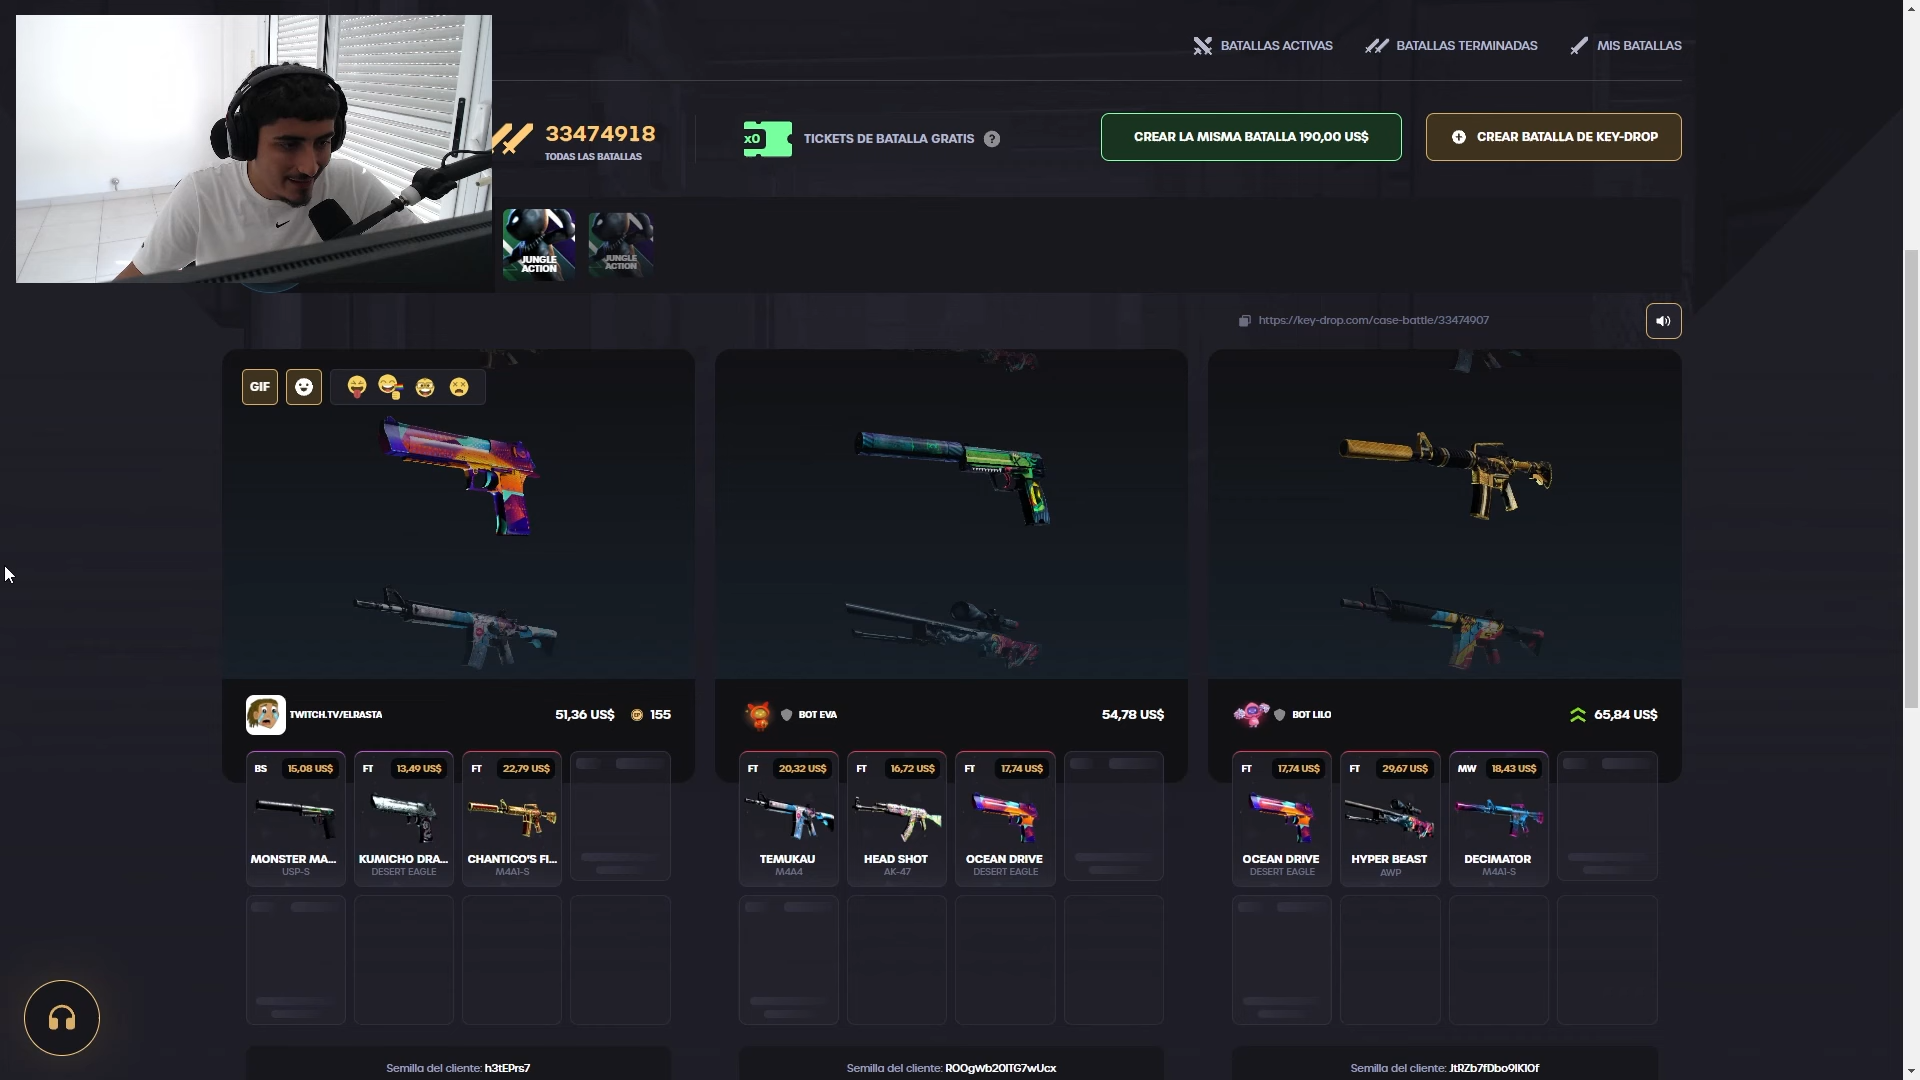 BATALLAS ACTIVAS
BATALLAS TERMINADAS
MIS BATALLAS
33474918
TODAS LAS BATALLAS
x0
TICKETS DE BATALLA GRATIS
?
CREAR LA MISMA BATALLA 190,00 US$
CREAR BATALLA DE KEY-DROP
JUNGLE
ACTION
JUNGLE
ACTION
https://key-drop.com/case-battle/33474907
GIF
TWITCH.TV/ELRASTA
51,36 US$
155
BOT EVA
54,78 US$
BOT LILO
65,84 US$
BS 15,08 US$
FT 13,49 US$
FT 22,79 US$
FT 20,32 US$
FT 16,72 US$
FT 17,74 US$
FT 17,74 US$
FT 29,67 US$
MW 18,43 US$
MONSTER MA...
USP-S
KUMICHO DRA...
DESERT EAGLE
CHANTICO'S FI...
M4A1-S
TEMUKAU
M4A4
HEAD SHOT
AK-47
OCEAN DRIVE
DESERT EAGLE
OCEAN DRIVE
DESERT EAGLE
HYPER BEAST
AWP
DECIMATOR
M4A1-S
Semilla del cliente: h3tEPrs7
Semilla del cliente: ROOgWb20lTG7wUcx
Semilla del cliente: JtRZb7fDbo9IKlOf